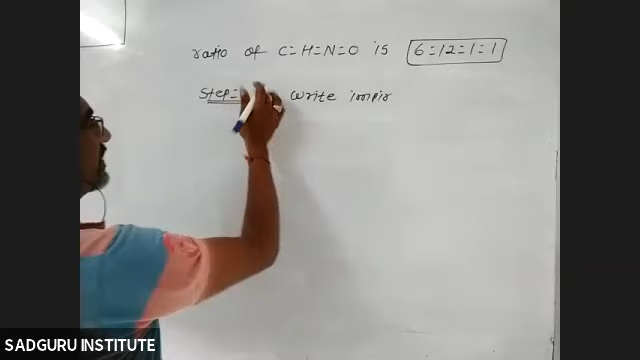 ratio of C=H=N=O is 6=12=1=1
Step= write impir
SADGURU INSTITUTE